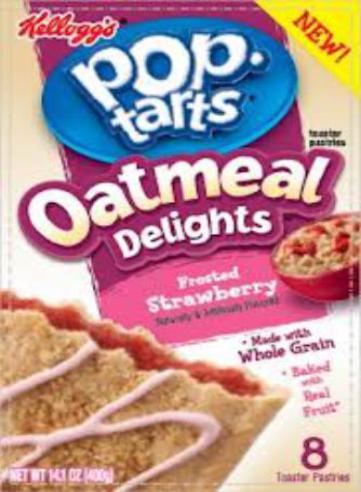 Kellogg's
NEW!
pop.
tarts
toaster
pastries
Oatmeal
Delights
Frosted
Strawberry
Naturally & Artificially Flavored
• Made with
Whole Grain
• Baked
with
Real
Fruit*
8
NET WT 14.1 OZ (400g)
Toaster Pastries